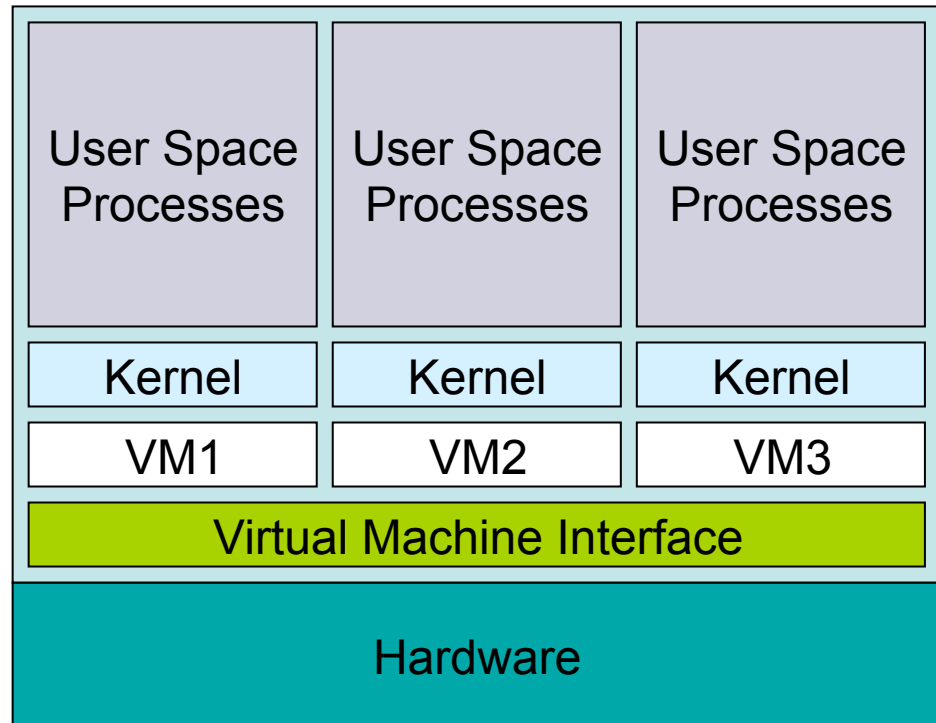 User Space
Processes
User Space
Processes
User Space
Processes
Kernel
Kernel
Kernel
VM1
VM2
VM3
Virtual Machine Interface
Hardware